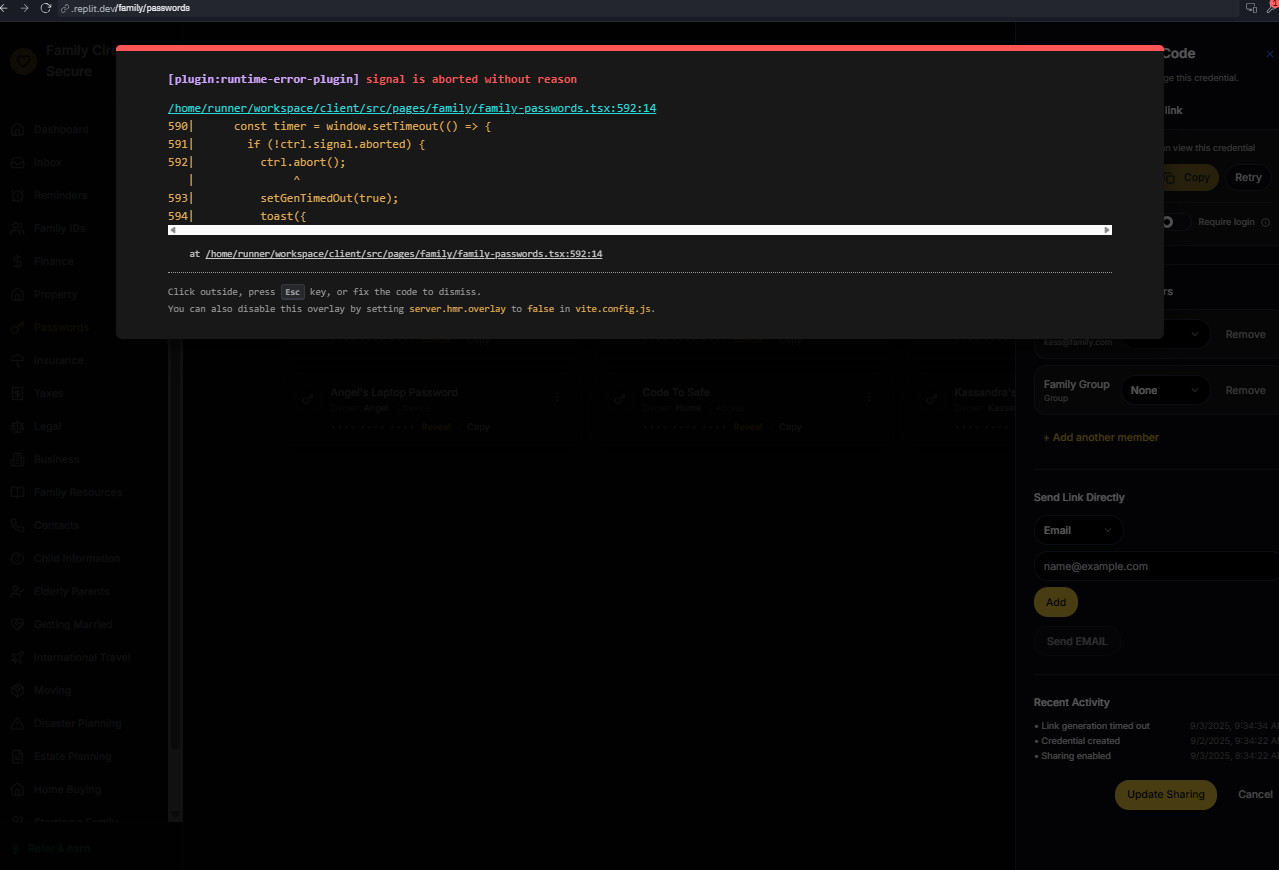 .replit.dev/family/passwords
Family Cir
Secure
Code
[plugin:runtime-error-plugin] signal is aborted without reason
ge this credential.
/home/runner/workspace/client/src/pages/family/family-passwords.tsx:592:14
link
590|      const timer = window.setTimeout(() => {
591|        if (!ctrl.signal.aborted) {
592|          ctrl.abort();
|               ^
593|          setGenTimedOut(true);
594|          toast({
n view this credential
Copy
Retry
Require login
at /home/runner/workspace/client/src/pages/family/family-passwords.tsx:592:14
Click outside, press Esc key, or fix the code to dismiss.
You can also disable this overlay by setting server.hmr.overlay to false in vite.config.js.
Dashboard
Inbox
Reminders
Family IDs
Finance
Property
Passwords
Insurance
Taxes
Legal
Business
Family Resources
Contacts
Child Information
Elderly Parents
Getting Married
International Travel
Moving
Disaster Planning
Estate Planning
Home Buying
Starting a Family
Refer & earn
Angel's Laptop Password
Angel
Reveal Copy
Code To Safe
Home
Reveal Copy
Kassandra's
Kassa
rs
kass@family.com
Remove
Family Group
Group
None
Remove
+ Add another member
Send Link Directly
Email
name@example.com
Add
Send EMAIL
Recent Activity
• Link generation timed out 9/3/2025, 9:34:34 A
• Credential created 9/2/2025, 9:34:22 A
• Sharing enabled 9/3/2025, 8:34:22 A
Update Sharing
Cancel